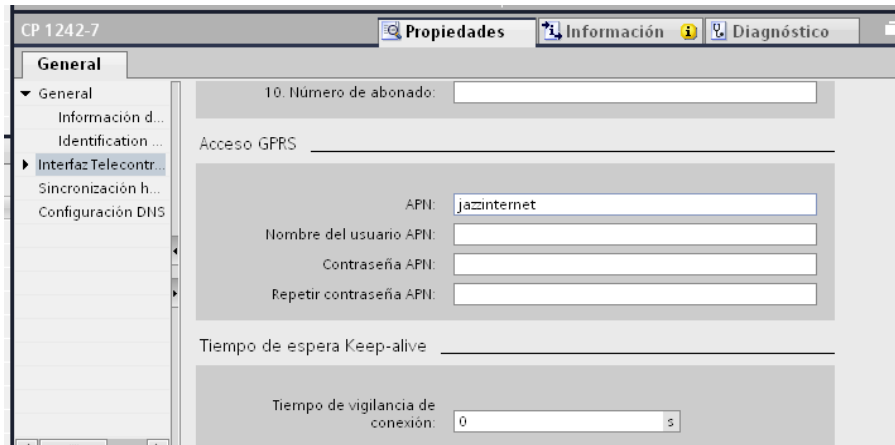 CP 1242-7
Propiedades
Información
Diagnóstico
General
General
Información d...
Identification ...
Interfaz Telecontr...
Sincronización h...
Configuración DNS
10. Número de abonado:
Acceso GPRS
APN: jazzinternet
Nombre del usuario APN:
Contraseña APN:
Repetir contraseña APN:
Tiempo de espera Keep-alive
Tiempo de vigilancia de
conexión: 0 s